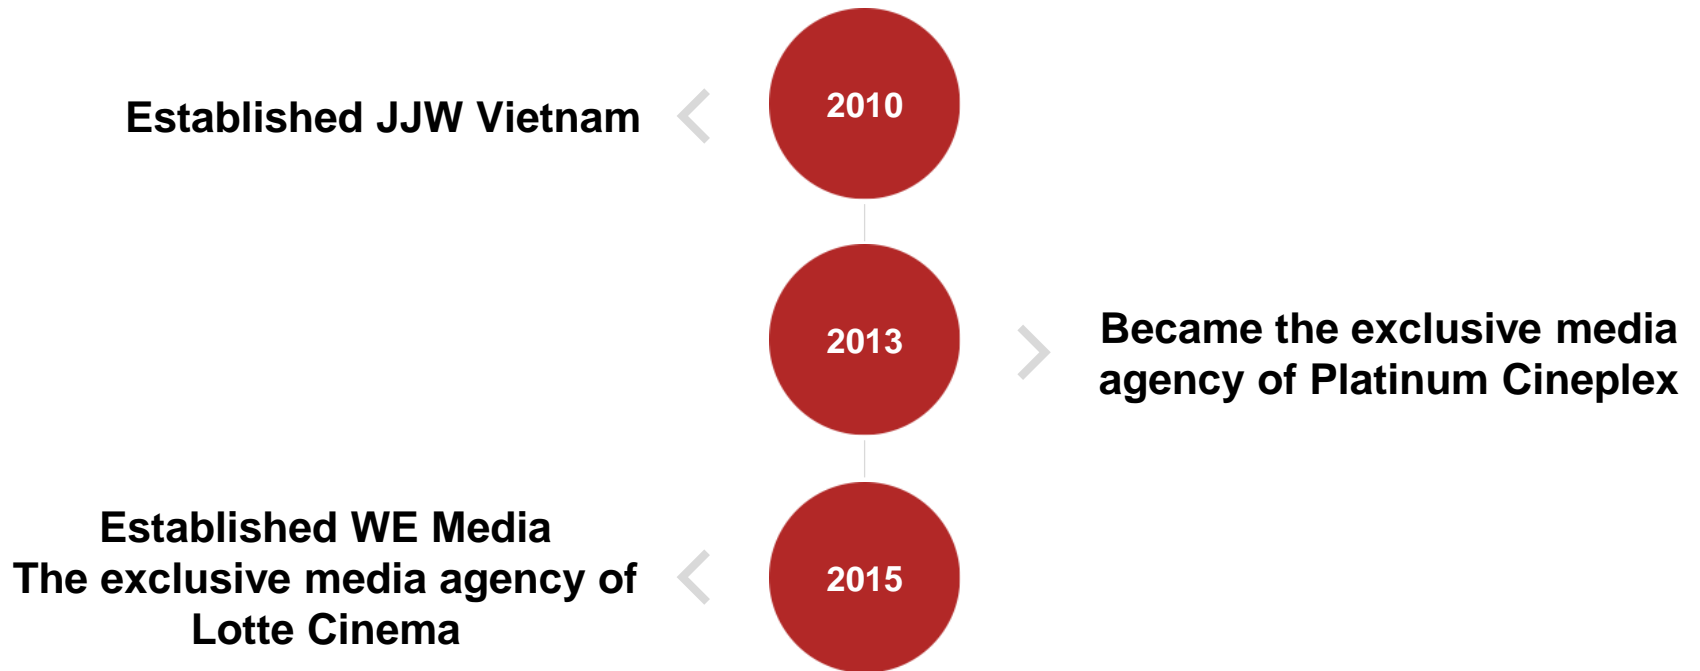 2010
Established JJW Vietnam
2013
Became the exclusive media
agency of Platinum Cineplex
2015
Established WE Media
The exclusive media agency of
Lotte Cinema